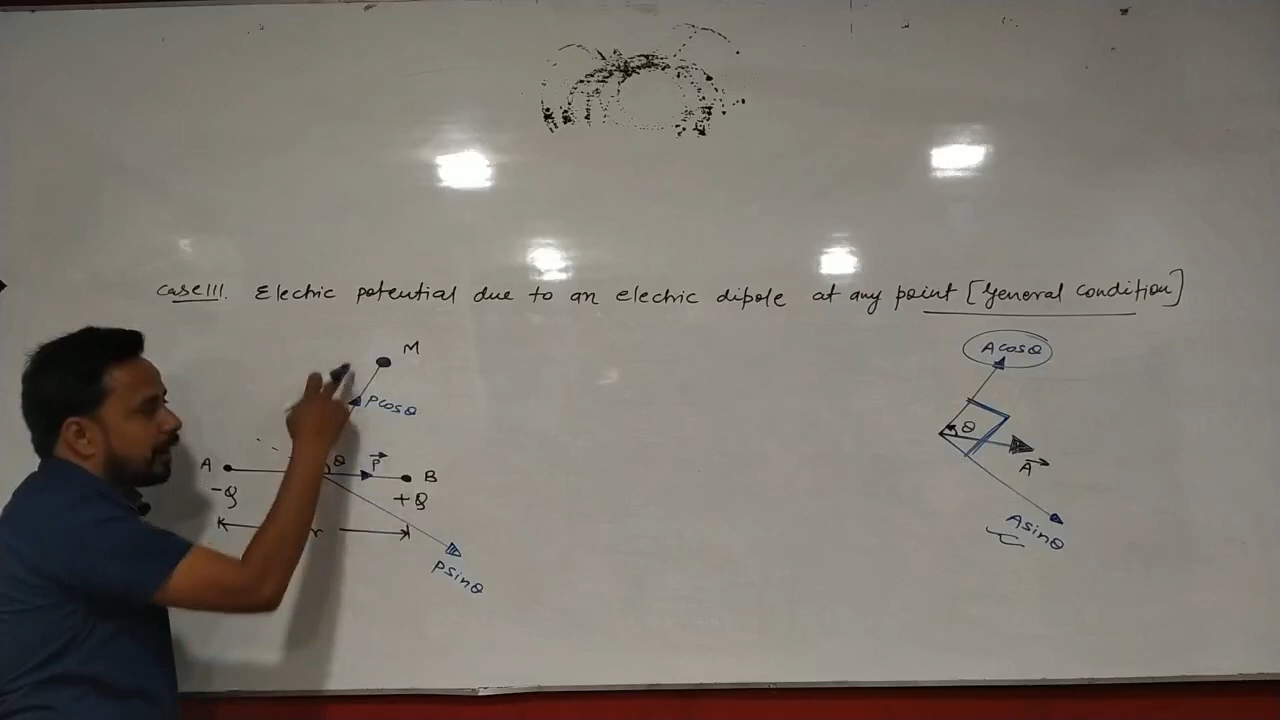 Case III. Electric potential due to an electric dipole at any point [General condition]
M
Pcosθ
A
θ
P
B
-Q
+Q
r
Psinθ
Acosθ
θ
A
Asinθ